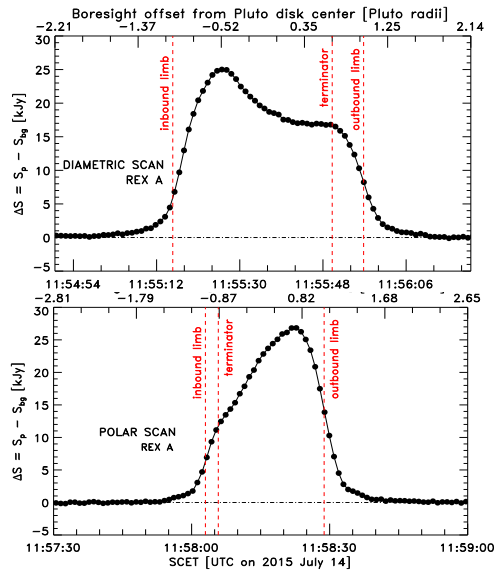 Boresight offset from Pluto disk center [Pluto radii]
-2.21 -1.37 -0.52 0.35 1.25 2.14
30
25
20
15
10
5
0
-5
ΔS = Sp - Sbg [kJy]
inbound limb
terminator
outbound limb
DIAMETRIC SCAN
REX A
11:54:54 11:55:12 11:55:30 11:55:48 11:56:06
-2.81 -1.79 -0.87 0.82 1.68 2.65
30
25
20
15
10
5
0
-5
ΔS = Sp - Sbg [kJy]
inbound limb
terminator
outbound limb
POLAR SCAN
REX A
11:57:30 11:58:00 11:58:30 11:59:00
SCET [UTC on 2015 July 14]